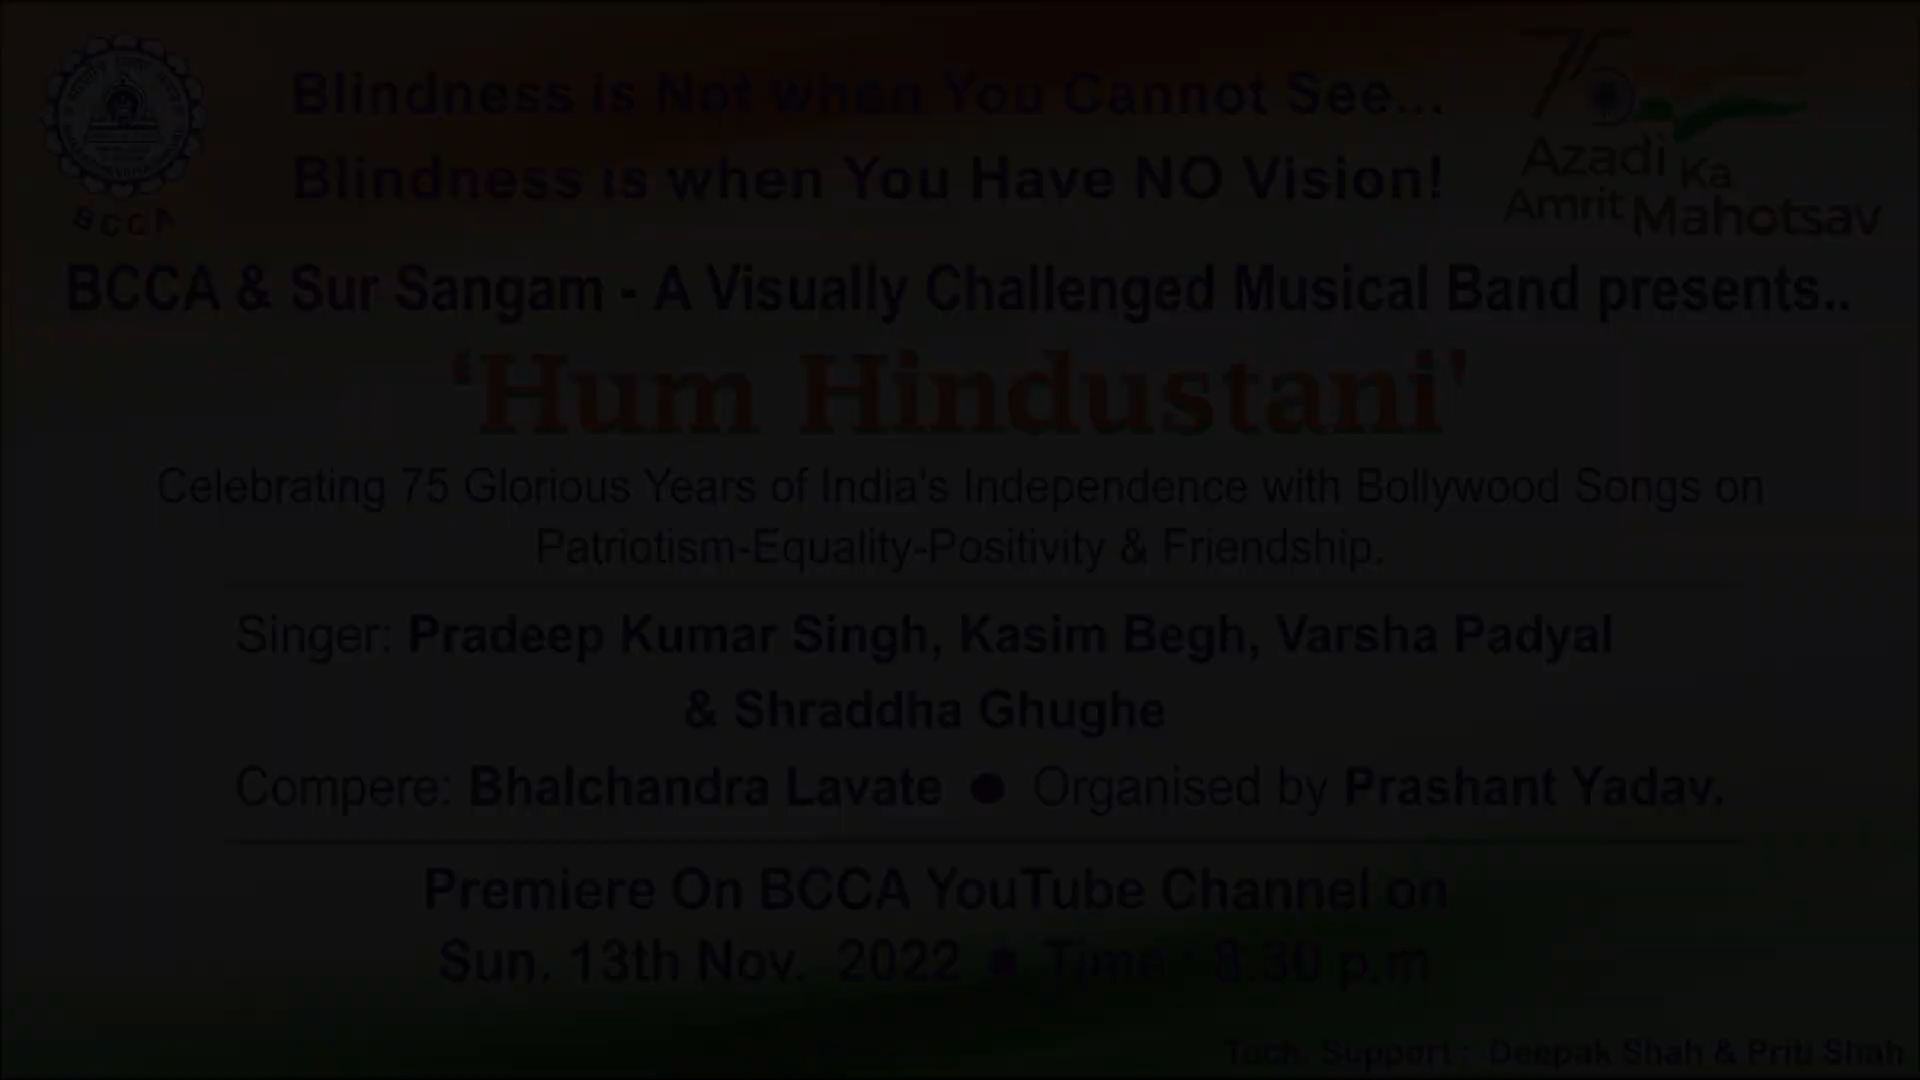 Blindness is Not when You Cannot See...
Blindness is when You Have NO Vision!
BCCA
75
Azadi Ka
Amrit Mahotsav
BCCA & Sur Sangam - A Visually Challenged Musical Band presents..
‘Hum Hindustani'
Celebrating 75 Glorious Years of India's Independence with Bollywood Songs on
Patriotism-Equality-Positivity & Friendship.
Singer: Pradeep Kumar Singh, Kasim Begh, Varsha Padyal
& Shraddha Ghughe
Compere: Bhalchandra Lavate ● Organised by Prashant Yadav.
Premiere On BCCA YouTube Channel on
Sun. 13th Nov. 2022 ■ Time : 8.30 p.m
Tech. Support : Deepak Shah & Priti Shah